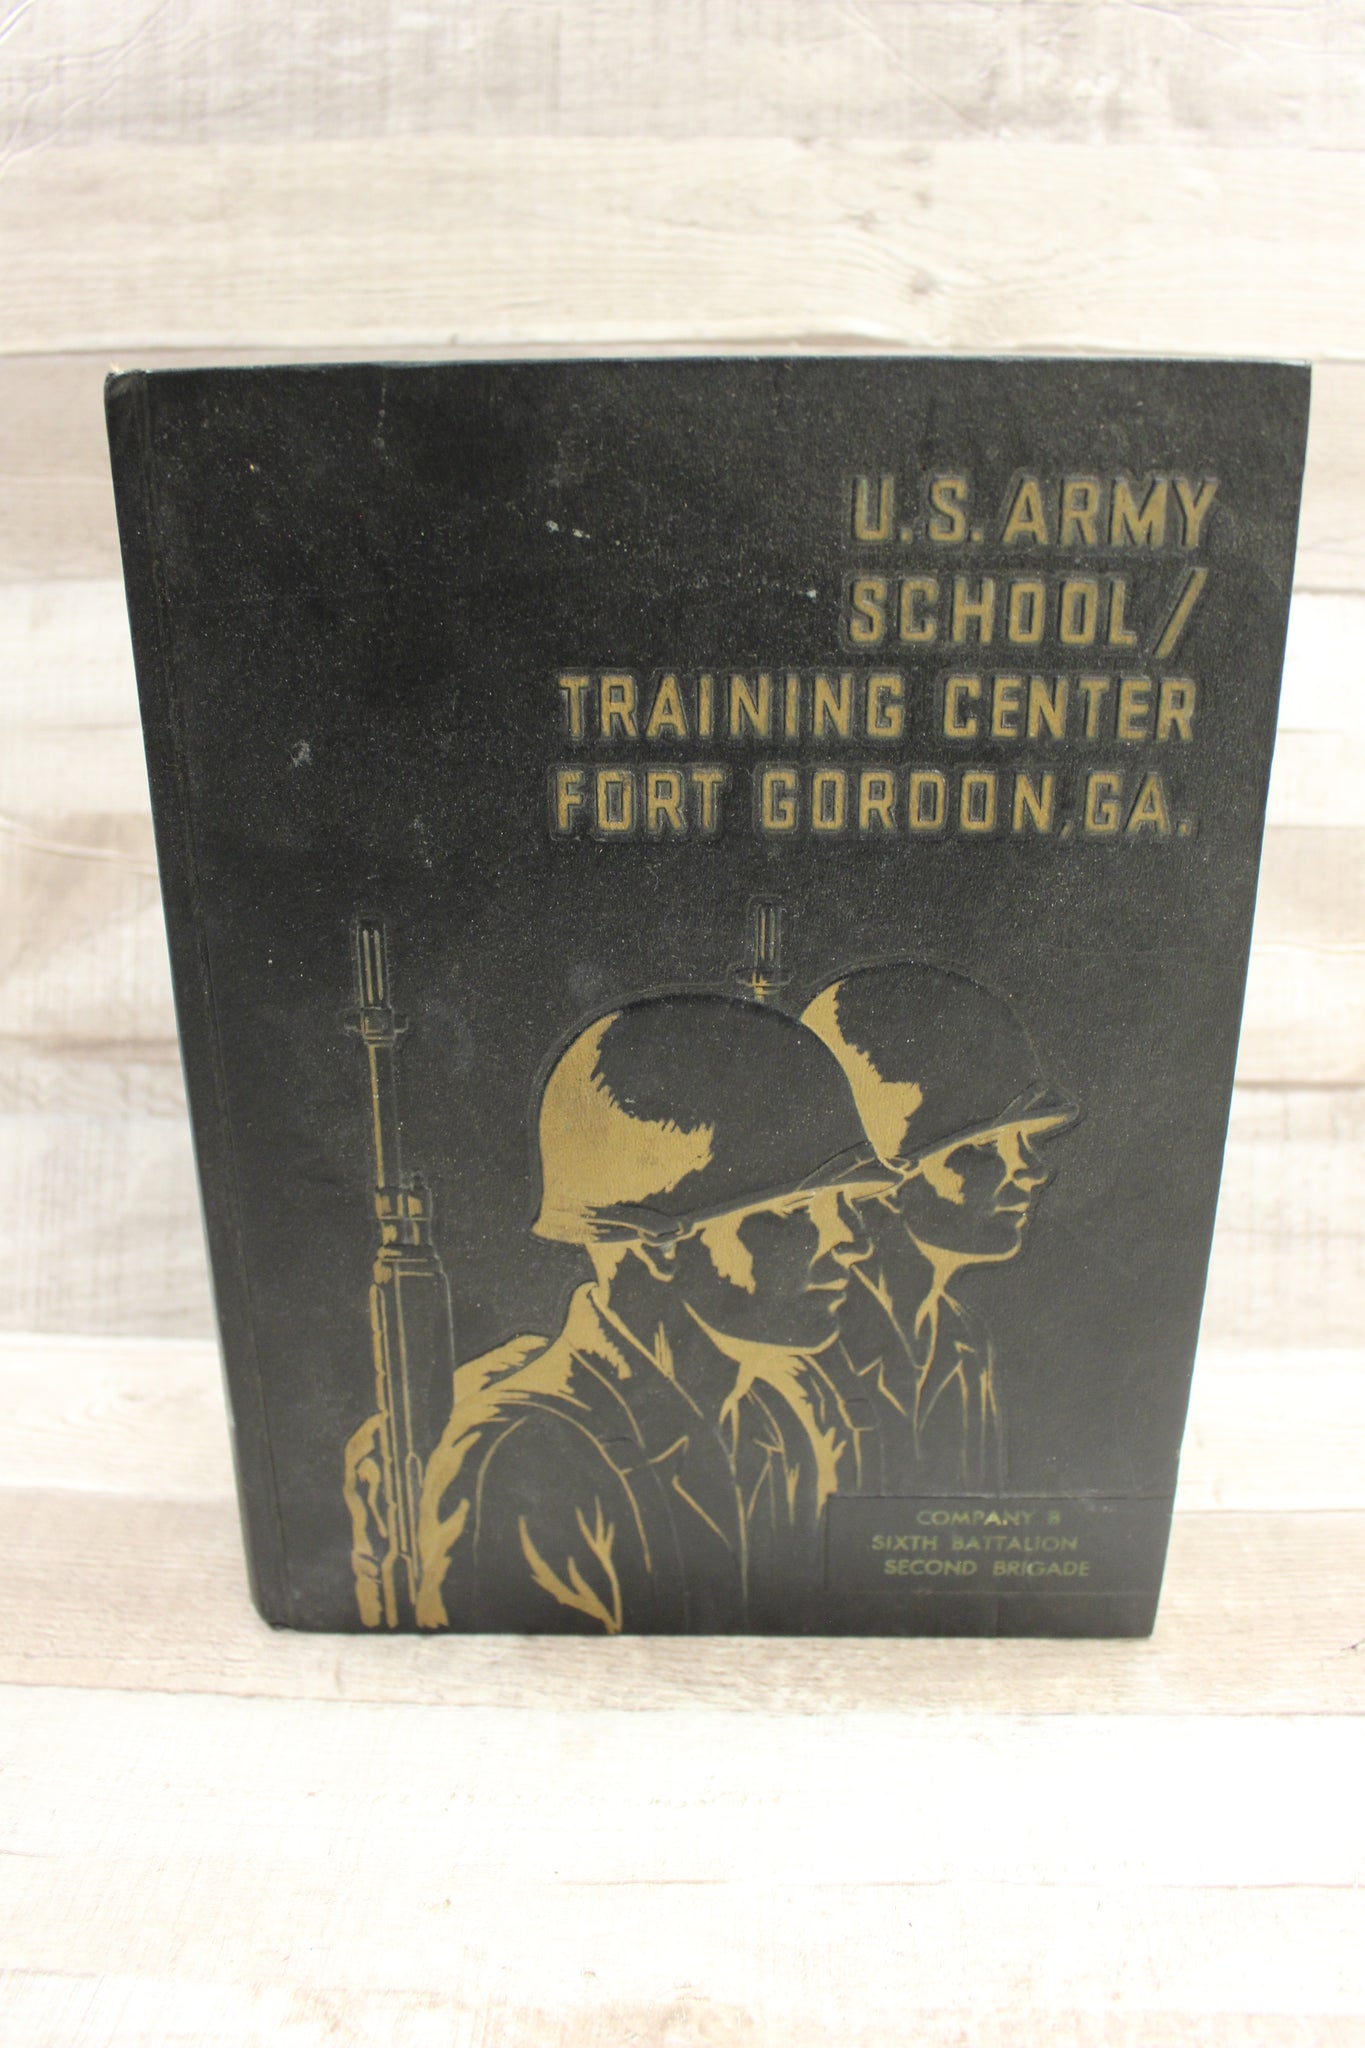 U.S. ARMY
SCHOOL /
TRAINING CENTER
FORT GORDON, GA.
COMPANY B
SIXTH BATTALION
SECOND BRIGADE